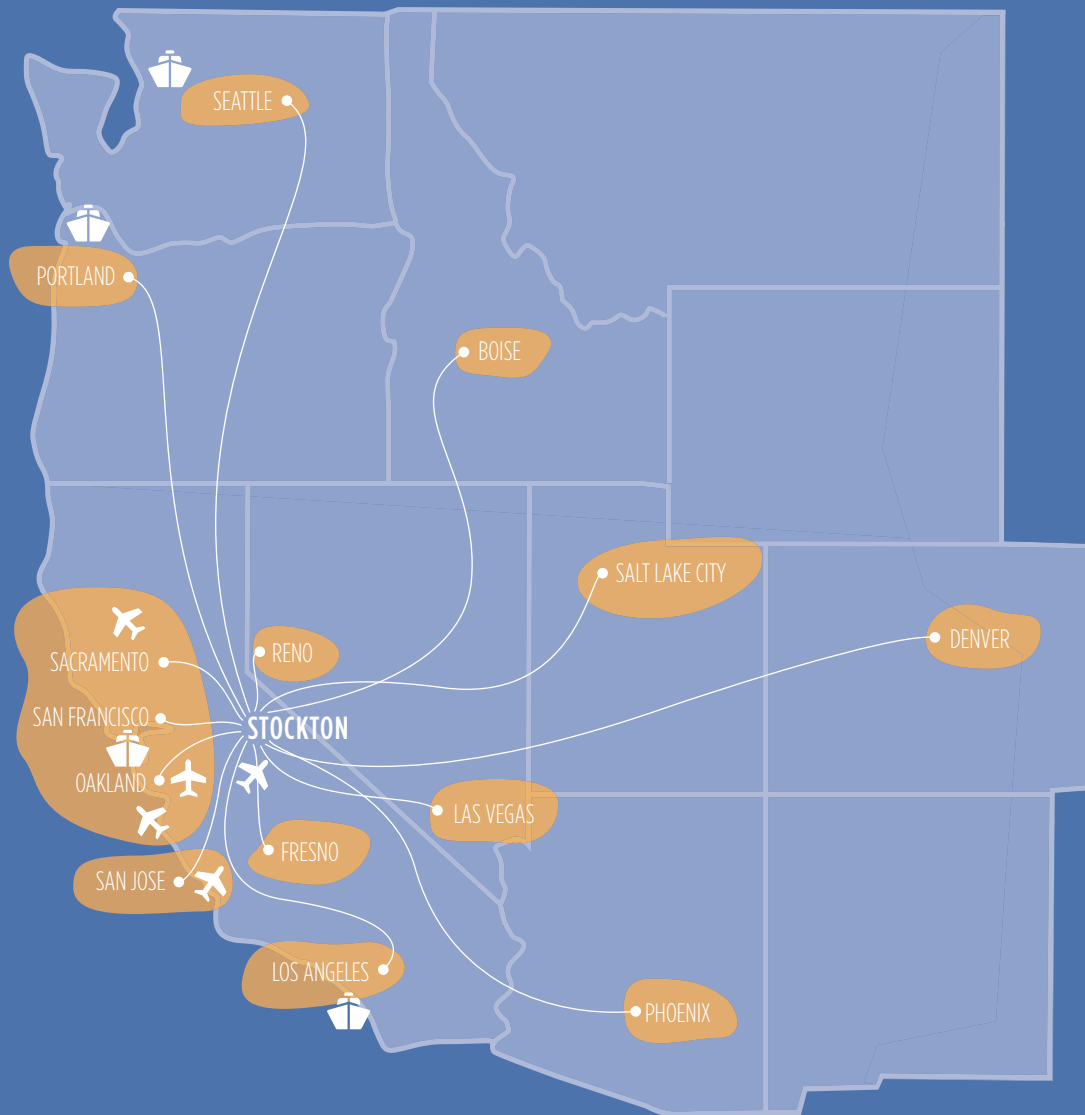 SEATTLE
PORTLAND
BOISE
SALT LAKE CITY
DENVER
RENO
SACRAMENTO
SAN FRANCISCO
STOCKTON
OAKLAND
LAS VEGAS
FRESNO
SAN JOSE
LOS ANGELES
PHOENIX